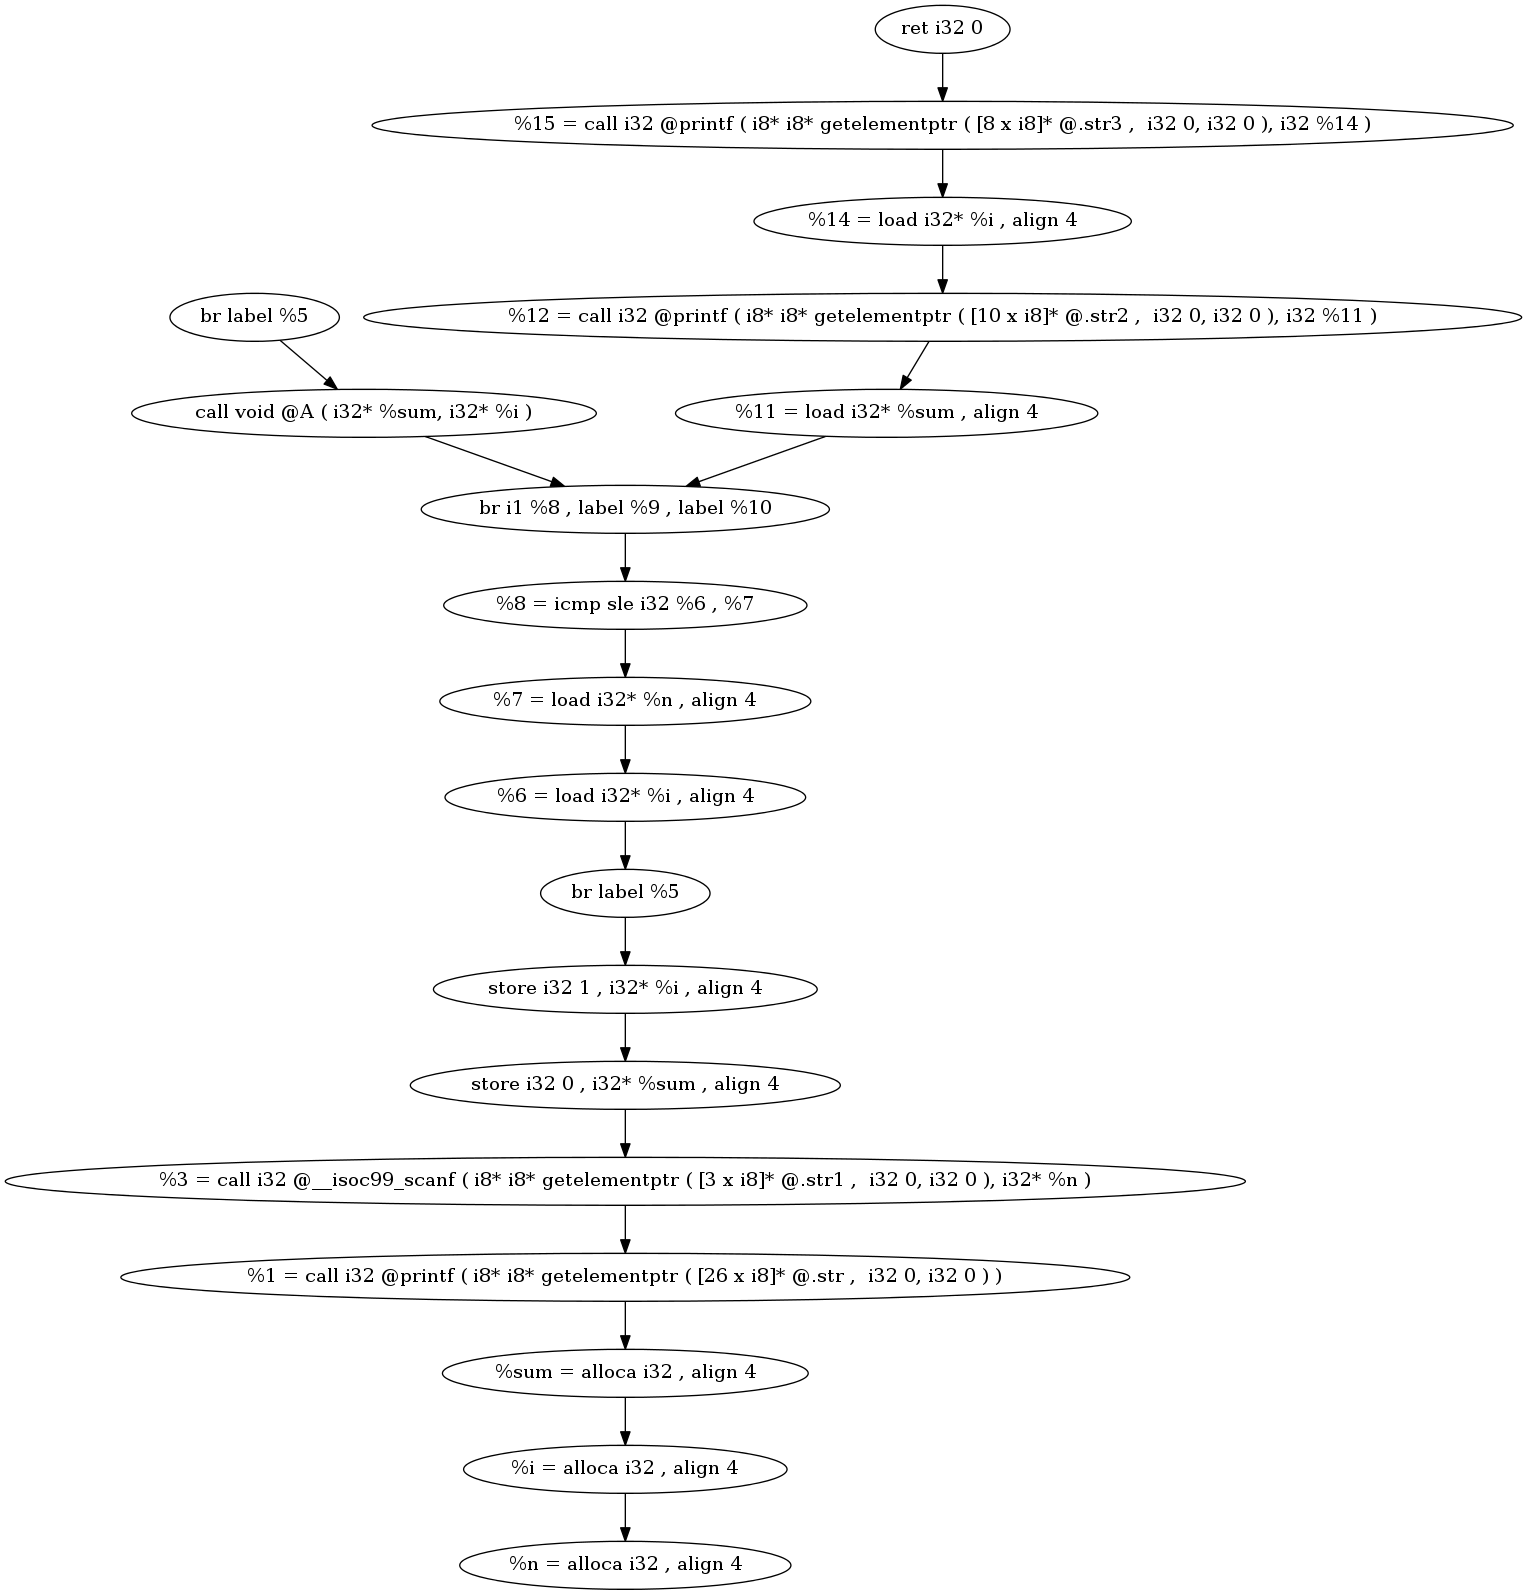 ret i32 0
%15 = call i32 @printf ( i8* i8* getelementptr ( [8 x i8]* @.str3 ,  i32 0, i32 0 ), i32 %14 )
%14 = load i32* %i , align 4
br label %5
%12 = call i32 @printf ( i8* i8* getelementptr ( [10 x i8]* @.str2 ,  i32 0, i32 0 ), i32 %11 )
call void @A ( i32* %sum, i32* %i )
%11 = load i32* %sum , align 4
br i1 %8 , label %9 , label %10
%8 = icmp sle i32 %6 , %7
%7 = load i32* %n , align 4
%6 = load i32* %i , align 4
br label %5
store i32 1 , i32* %i , align 4
store i32 0 , i32* %sum , align 4
%3 = call i32 @__isoc99_scanf ( i8* i8* getelementptr ( [3 x i8]* @.str1 ,  i32 0, i32 0 ), i32* %n )
%1 = call i32 @printf ( i8* i8* getelementptr ( [26 x i8]* @.str ,  i32 0, i32 0 ) )
%sum = alloca i32 , align 4
%i = alloca i32 , align 4
%n = alloca i32 , align 4